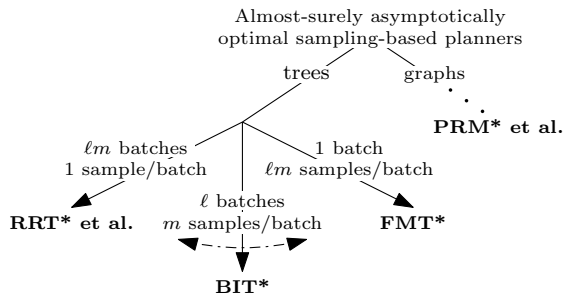 Almost-surely asymptotically
optimal sampling-based planners
trees
graphs
PRM* et al.
ℓm batches
1 sample/batch
1 batch
ℓm samples/batch
ℓ batches
m samples/batch
RRT* et al.
FMT*
BIT*